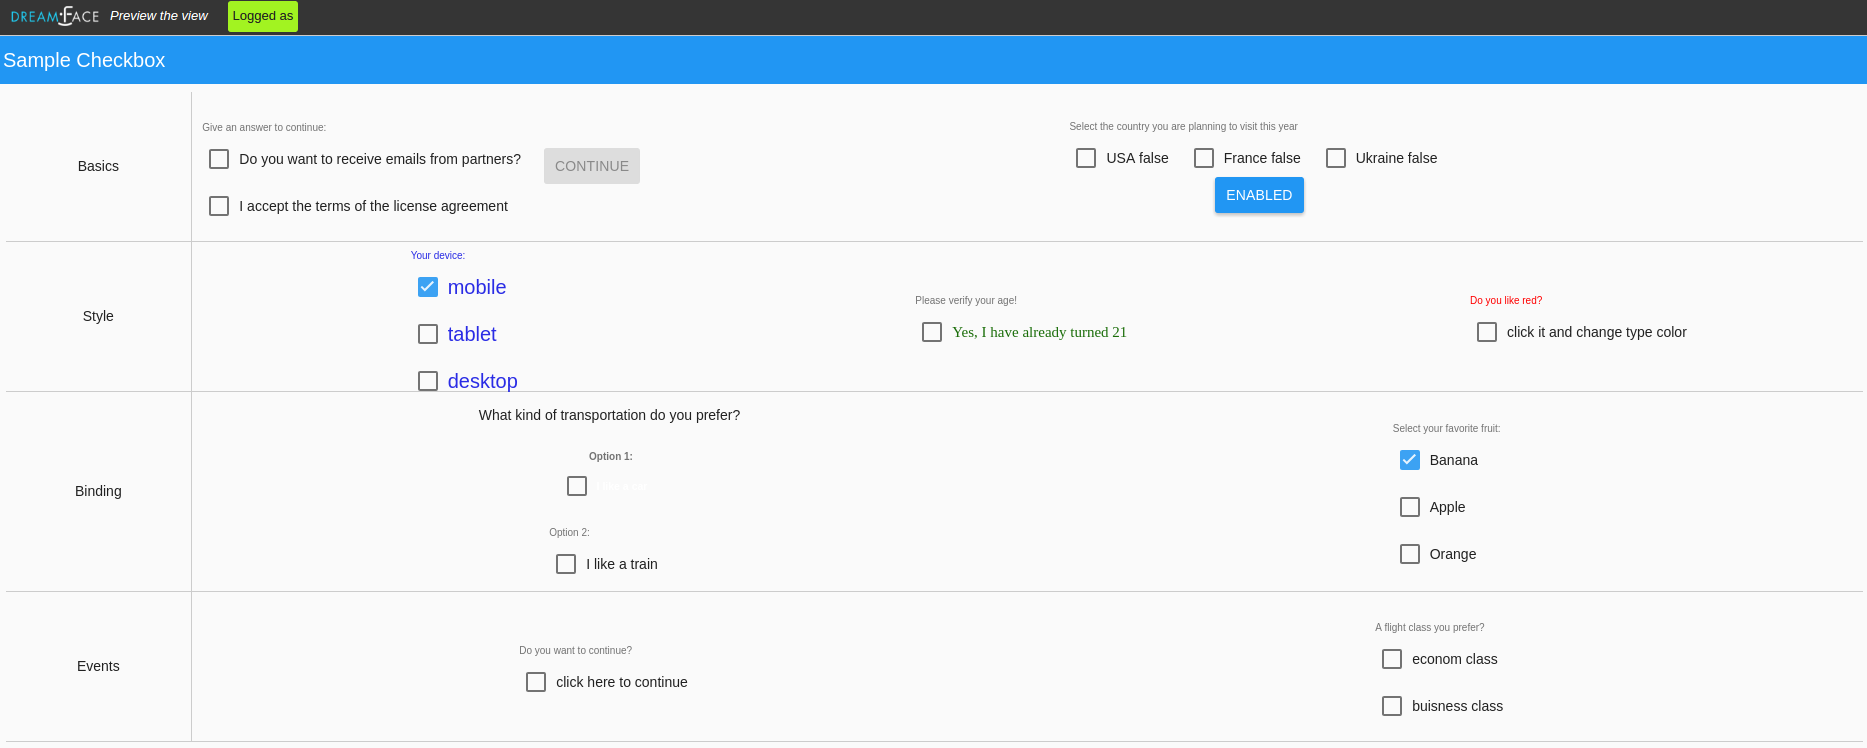 DREAMFACE Preview the view Logged as
Sample Checkbox
Basics
Give an answer to continue:
Do you want to receive emails from partners?
CONTINUE
I accept the terms of the license agreement
Select the country you are planning to visit this year
USA false France false Ukraine false
ENABLED
Style
Your device:
mobile
tablet
desktop
Please verify your age!
Yes, I have already turned 21
Do you like red?
click it and change type color
Binding
What kind of transportation do you prefer?
Option 1:
Option 2:
I like a train
Select your favorite fruit:
Banana
Apple
Orange
Events
Do you want to continue?
click here to continue
A flight class you prefer?
econom class
buisness class